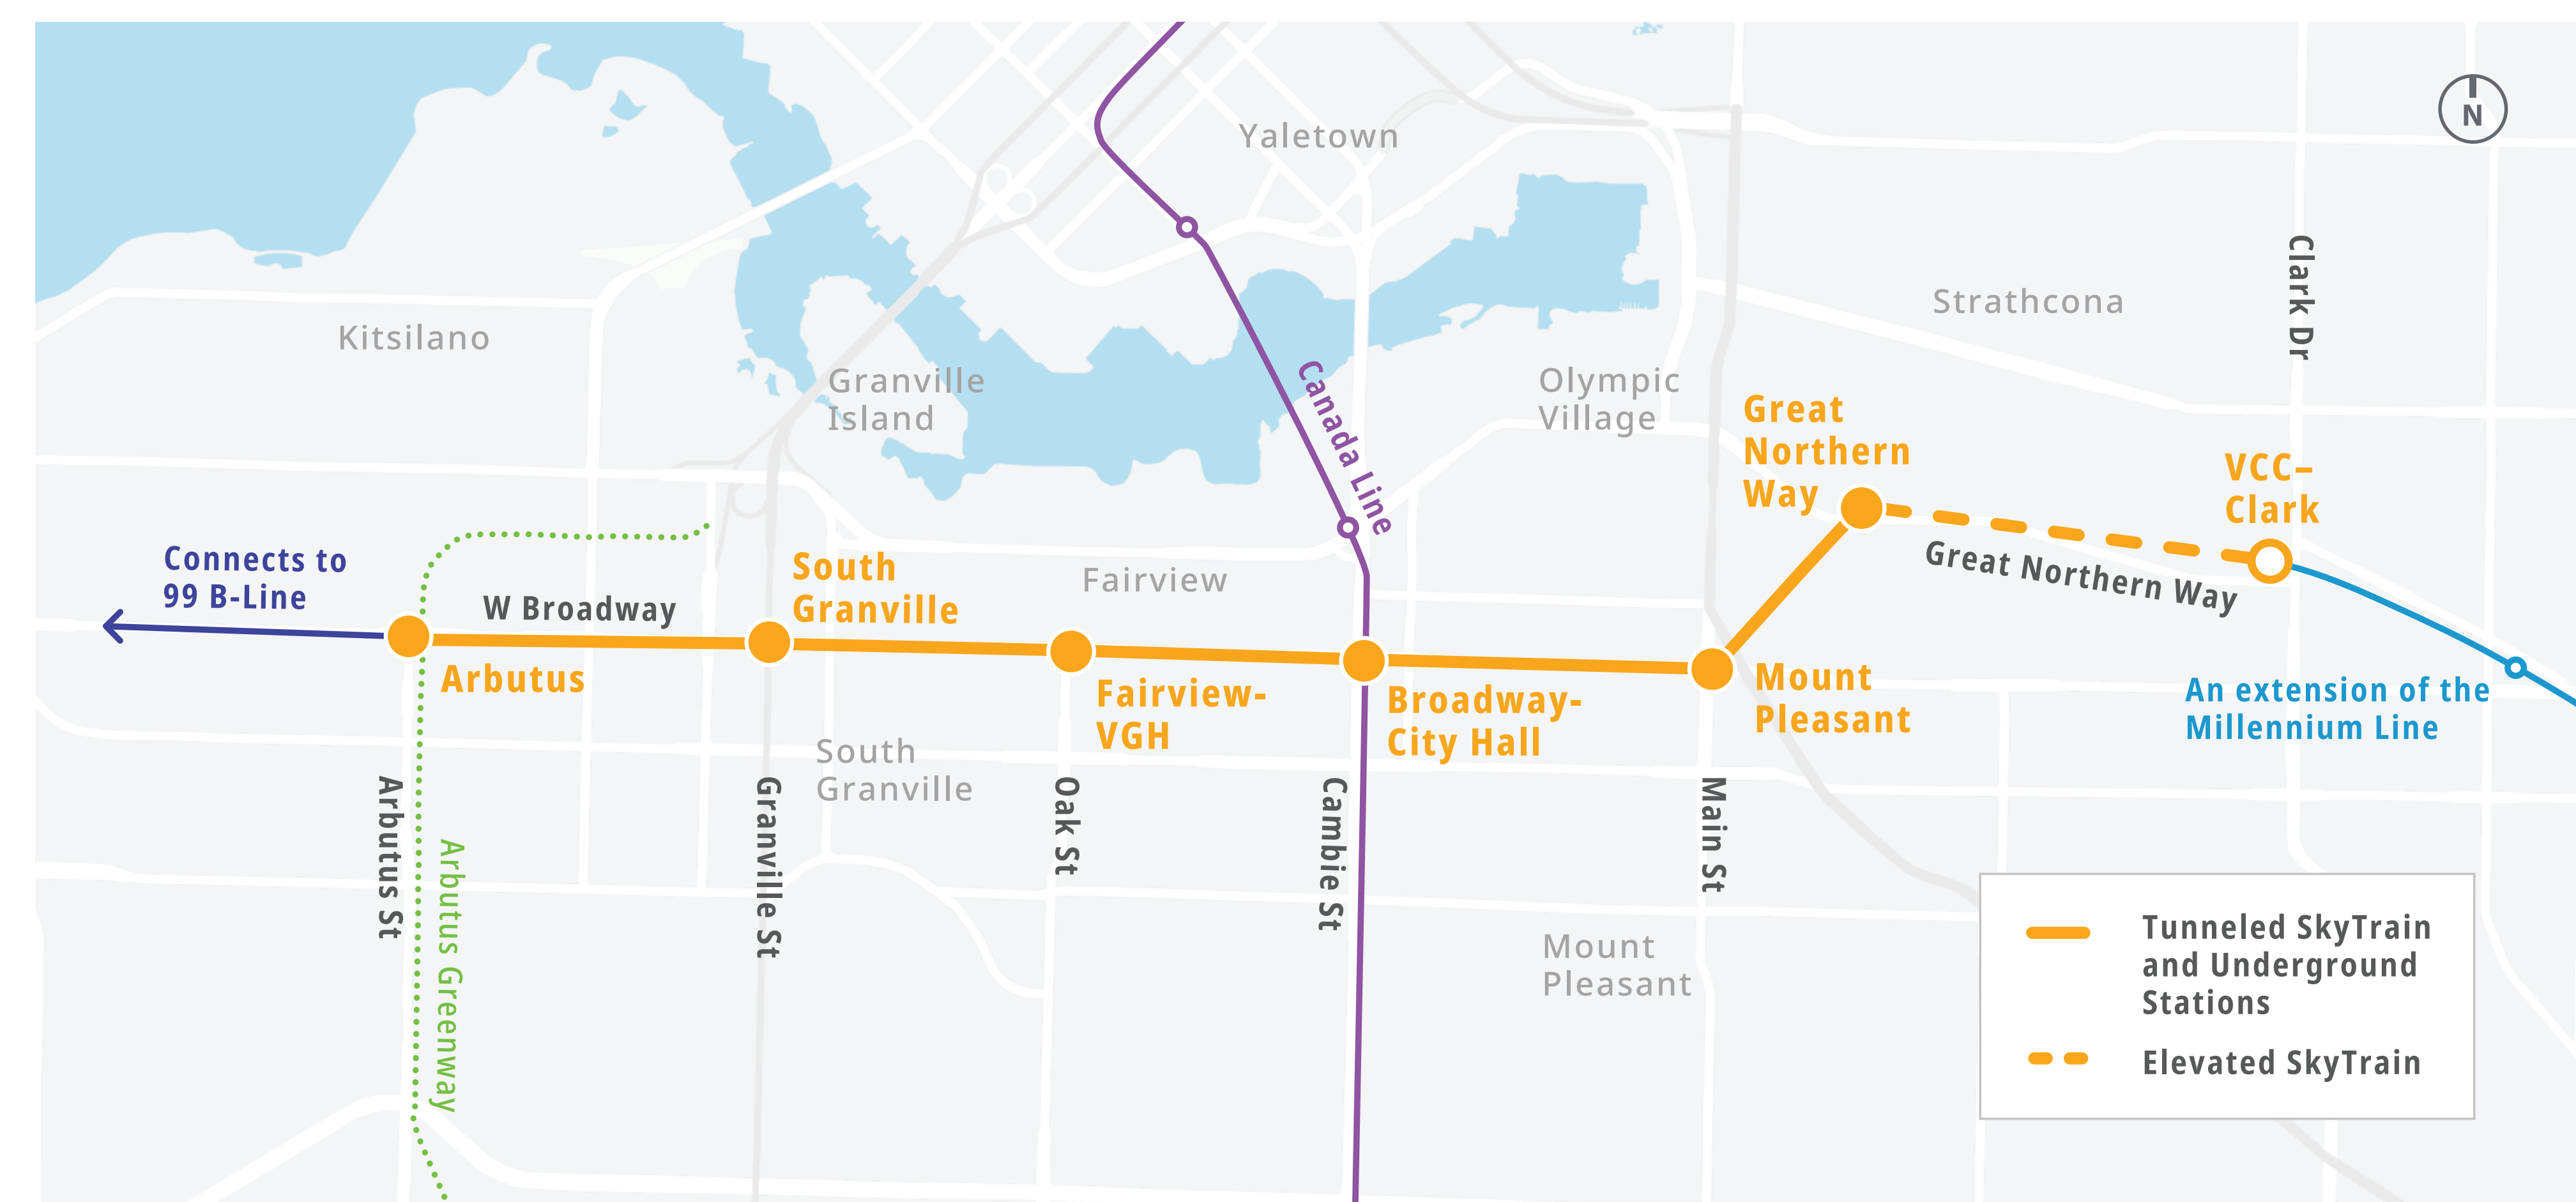 N
Yaletown
Clark Dr
Strathcona
Kitsilano
Granville
Island
Canada Line
Olympic
Village
Great
Northern
Way
VCC–
Clark
Great Northern Way
Connects to
99 B-Line
W Broadway
South
Granville
Fairview
Arbutus
Fairview-
VGH
Broadway-
City Hall
Mount
Pleasant
An extension of the
Millennium Line
South
Granville
Arbutus St
Arbutus Greenway
Granville St
Oak St
Cambie St
Main St
Mount
Pleasant
Tunneled SkyTrain
and Underground
Stations
Elevated SkyTrain